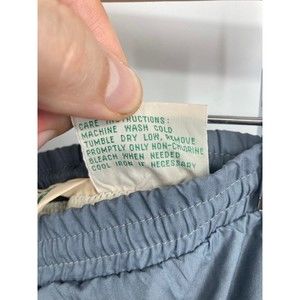 CARE INSTRUCTIONS:
MACHINE WASH COLD
TUMBLE DRY LOW, REMOVE
PROMPTLY ONLY NON-CHLORINE
BLEACH WHEN NEEDED
COOL IRON IF NECESSARY